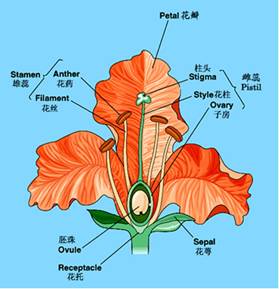 Petal 花瓣
Stamen
雄蕊
Anther
花药
Filament
花丝
柱头
Stigma
Style花柱
Ovary
子房
雌蕊
Pistil
胚珠
Ovule
Receptacle
花托
Sepal
花萼